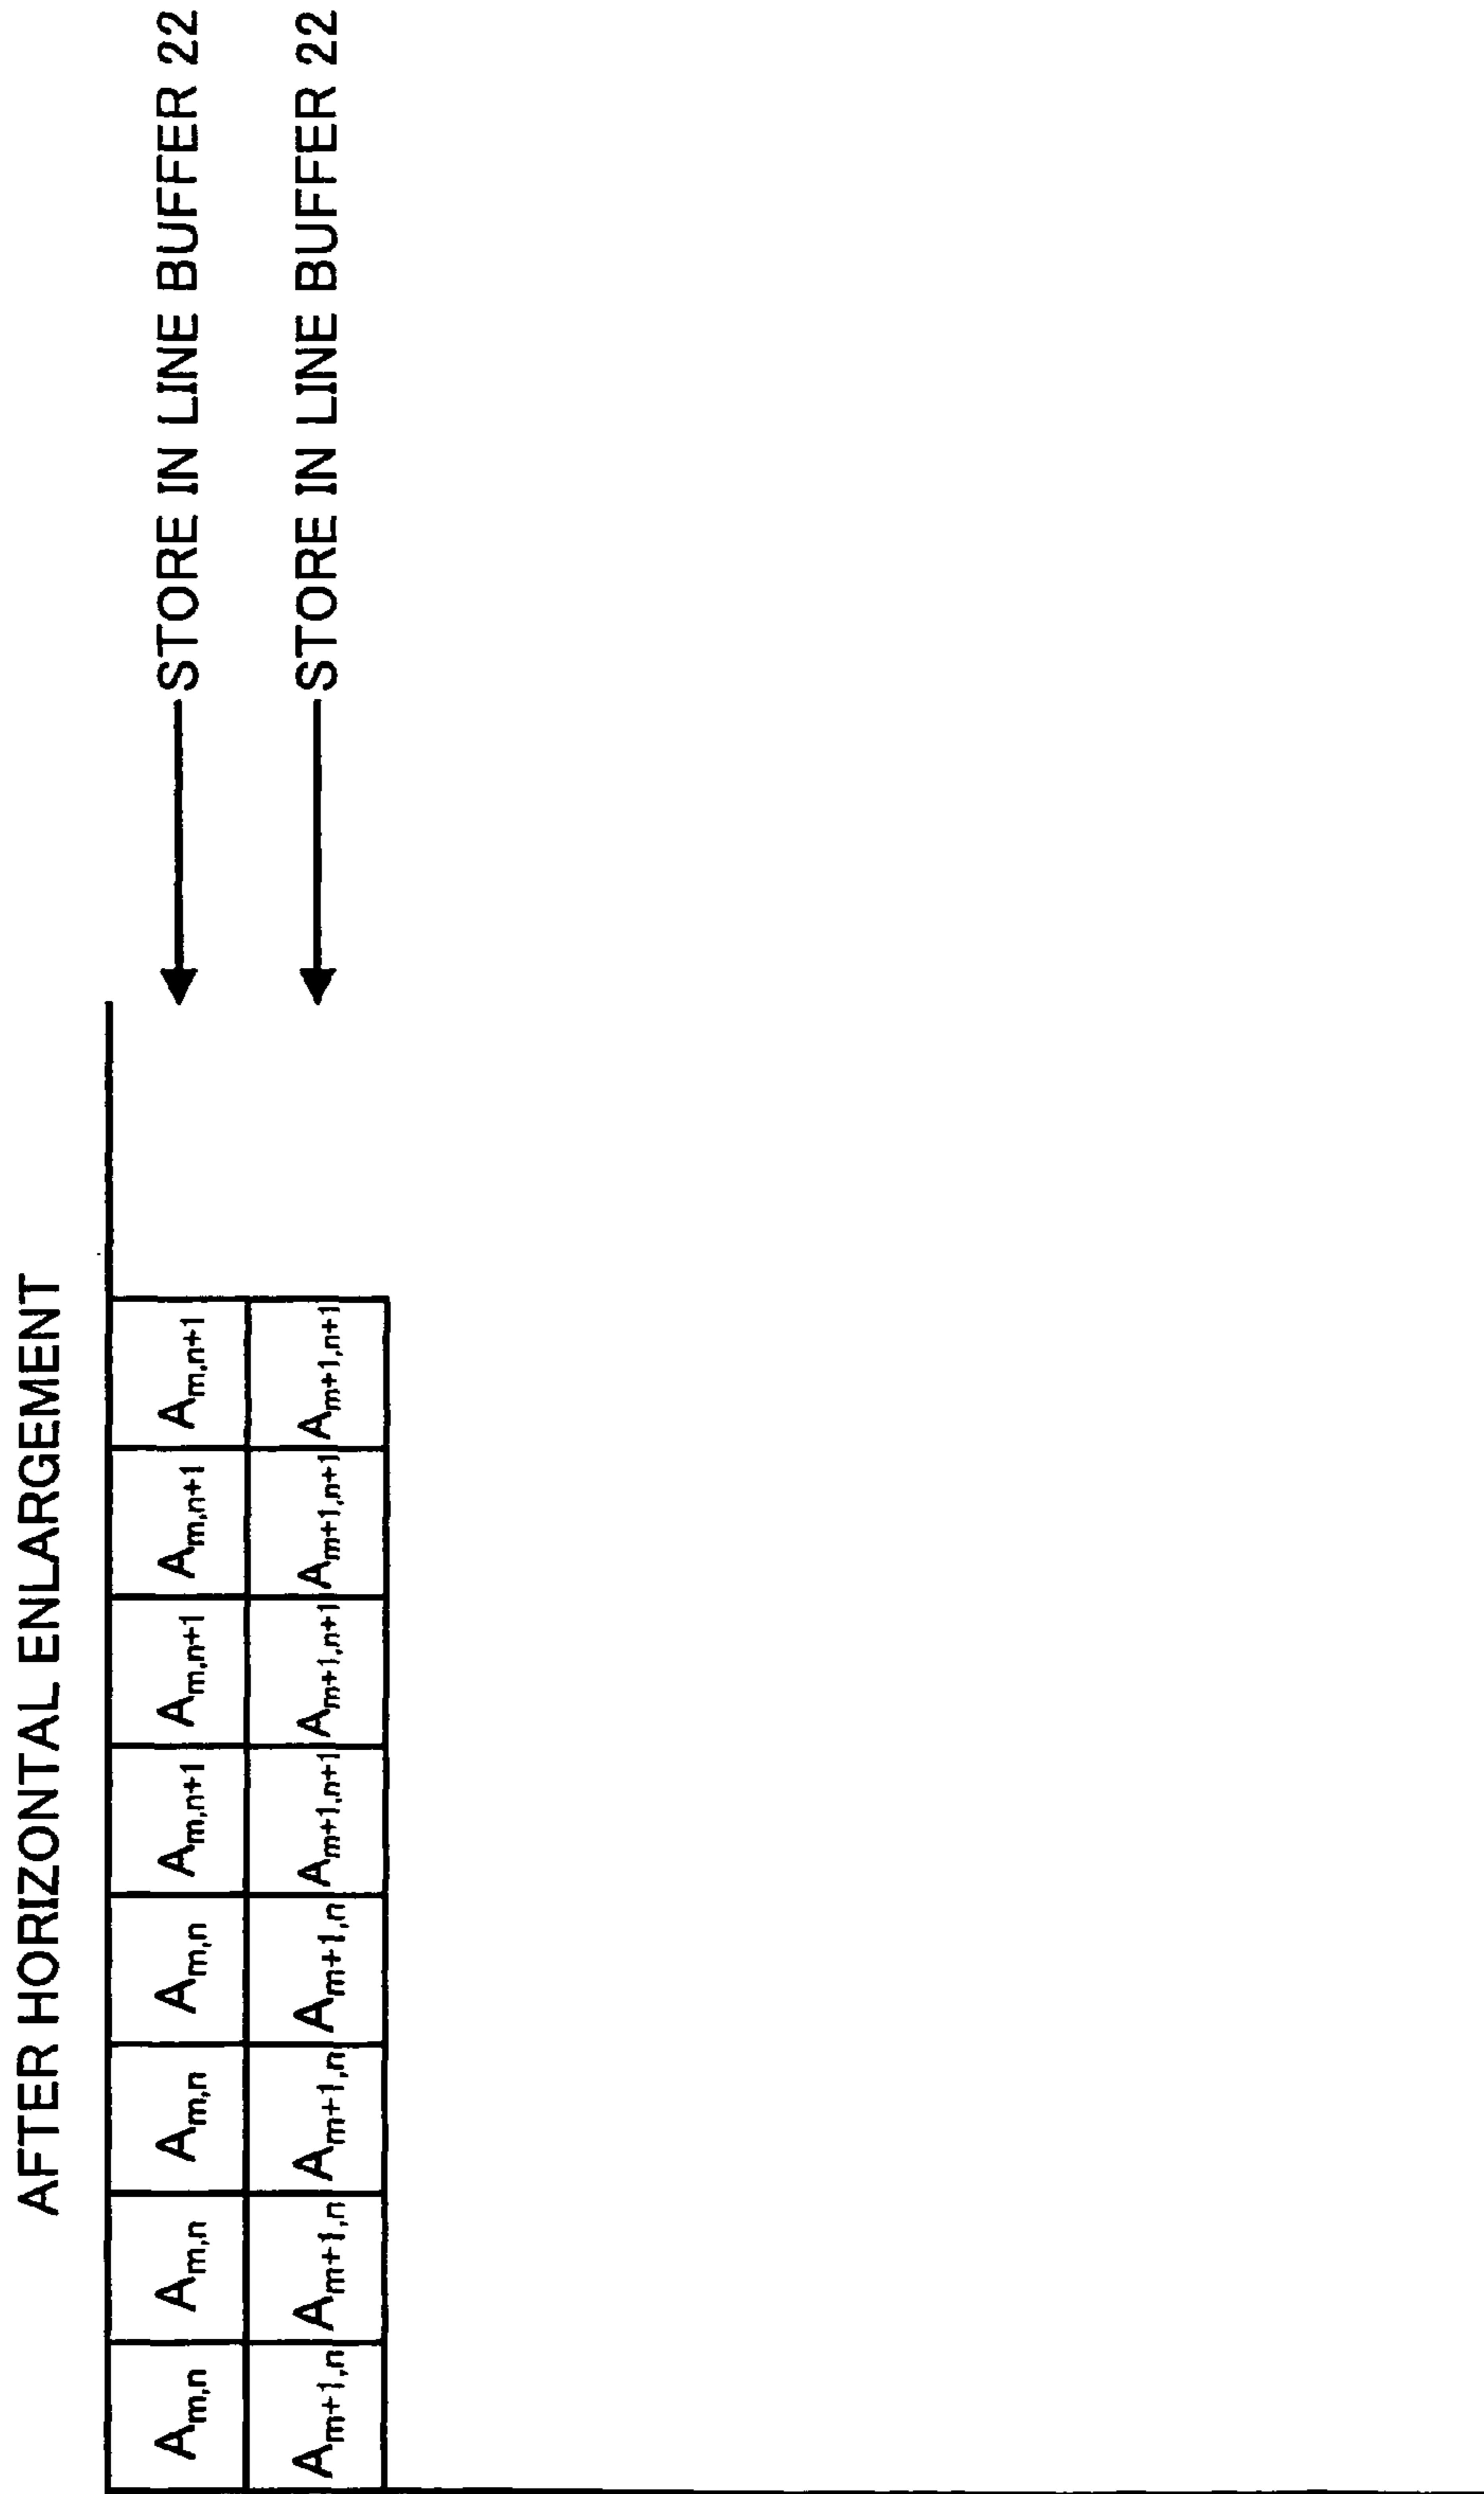 AFTER HORIZONTAL ENLARGEMENT
Am,n Am,n Am,n Am,n Am,n+1 Am,n+1 Am,n+1 Am,n+1 STORE IN LINE BUFFER 22
Am+1,n Am+1,n Am+1,n Am+1,n Am+1,n+1 Am+1,n+1 Am+1,n+1 Am+1,n+1 STORE IN LINE BUFFER 22